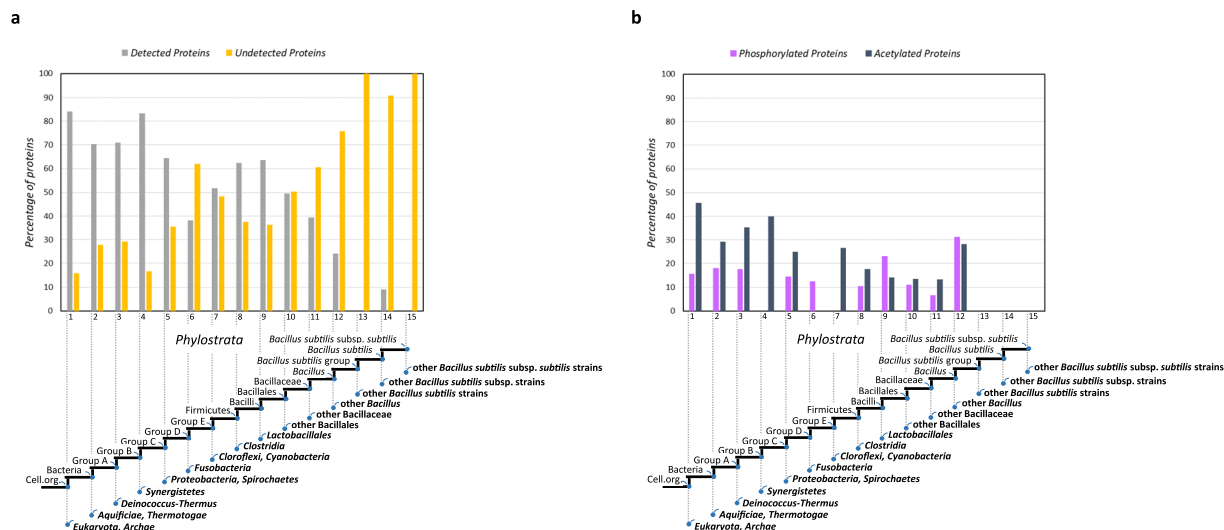 a
Detected Proteins Undetected Proteins
Percentage of proteins
100
90
80
70
60
50
40
30
20
10
0
1 2 3 4 5 6 7 8 9 10 11 12 13 14 15
Phylostrata
Bacillus subtilis subsp. subtilis
Bacillus subtilis
Bacillus subtilis group
Bacillus
Bacillaceae
Bacillales
Bacilli
Firmicutes
Group E
Group D
Group C
Group B
Group A
Bacteria
Cell.org.
other Bacillus subtilis subsp. subtilis strains
other Bacillus subtilis subsp. strains
other Bacillus subtilis strains
other Bacillus
other Bacillaceae
other Bacillales
Lactobacillales
Clostridia
Cloroflexi, Cyanobacteria
Fusobacteria
Proteobacteria, Spirochaetes
Synergistetes
Deinococcus-Thermus
Aquificiae, Thermotogae
Eukaryota, Archae
b
Phosphorylated Proteins Acetylated Proteins
Percentage of proteins
100
90
80
70
60
50
40
30
20
10
0
1 2 3 4 5 6 7 8 9 10 11 12 13 14 15
Phylostrata
Bacillus subtilis subsp. subtilis
Bacillus subtilis
Bacillus subtilis group
Bacillus
Bacillaceae
Bacillales
Bacilli
Firmicutes
Group E
Group D
Group C
Group B
Group A
Bacteria
Cell.org.
other Bacillus subtilis subsp. subtilis strains
other Bacillus subtilis subsp. strains
other Bacillus subtilis strains
other Bacillus
other Bacillaceae
other Bacillales
Lactobacillales
Clostridia
Cloroflexi, Cyanobacteria
Fusobacteria
Proteobacteria, Spirochaetes
Synergistetes
Deinococcus-Thermus
Aquificiae, Thermotogae
Eukaryota, Archae